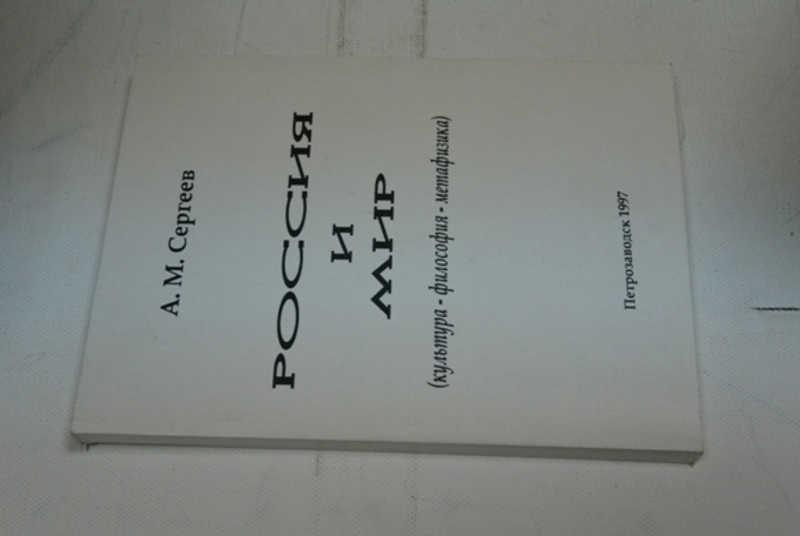 А. М. Сергеев
РОССИЯ
И
МИР
(культура - философия - метафизика)
Петрозаводск 1997